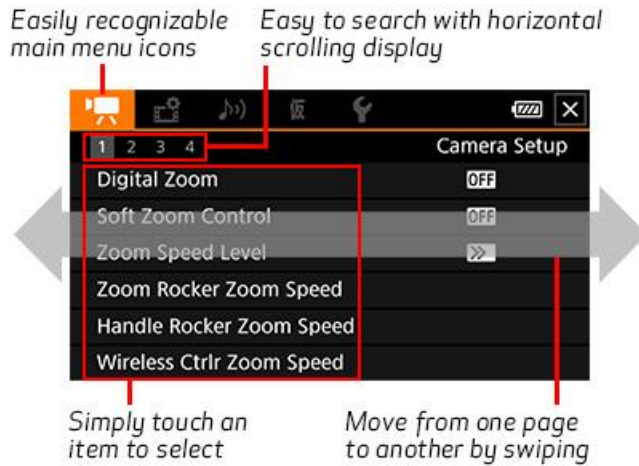 Easily recognizable
main menu icons
Easy to search with horizontal
scrolling display
仮
1 2 3 4
Camera Setup
Digital Zoom OFF
Soft Zoom Control OFF
Zoom Speed Level
Zoom Rocker Zoom Speed
Handle Rocker Zoom Speed
Wireless Ctrlr Zoom Speed
Simply touch an
item to select
Move from one page
to another by swiping